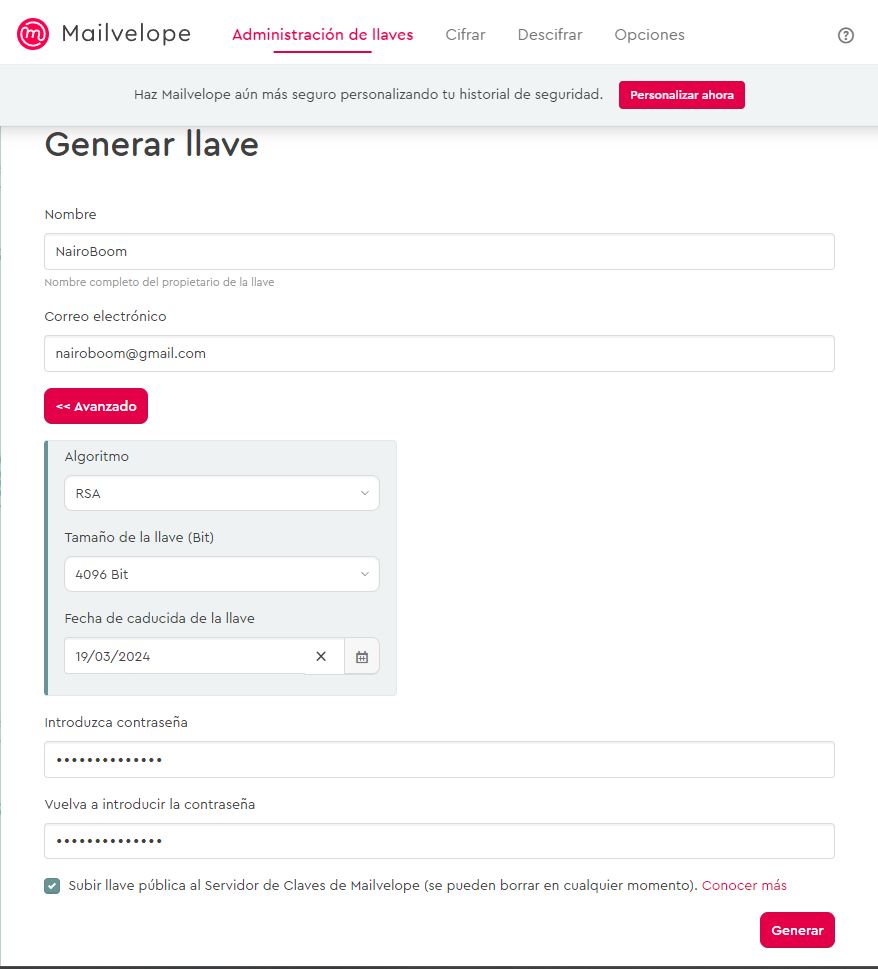 Mailvelope Administración de llaves Cifrar Descifrar Opciones ?
Haz Mailvelope aún más seguro personalizando tu historial de seguridad. Personalizar ahora
Generar llave
Nombre
NairoBoom
Nombre completo del propietario de la llave
Correo electrónico
nairoboom@gmail.com
<< Avanzado
Algoritmo
RSA
Tamaño de la llave (Bit)
4096 Bit
Fecha de caducida de la llave
19/03/2024
Introduzca contraseña
••••••••••••••
Vuelva a introducir la contraseña
••••••••••••••
Subir llave pública al Servidor de Claves de Mailvelope (se pueden borrar en cualquier momento). Conocer más
Generar